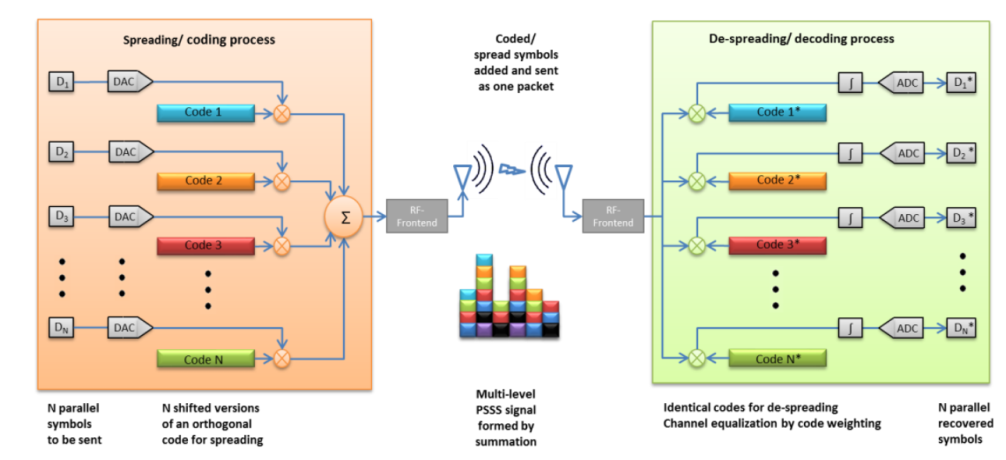 Spreading/ coding process
D1
DAC
Code 1
D2
DAC
Code 2
D3
DAC
Code 3
DN
DAC
Code N
Σ
N parallel
symbols
to be sent
N shifted versions
of an orthogonal
code for spreading
Coded/
spread symbols
added and sent
as one packet
RF-
Frontend
RF-
Frontend
Multi-level
PSSS signal
formed by
summation
De-spreading/ decoding process
∫
ADC
D1*
Code 1*
∫
ADC
D2*
Code 2*
∫
ADC
D3*
Code 3*
∫
ADC
DN*
Code N*
Identical codes for de-spreading
Channel equalization by code weighting
N parallel
recovered
symbols